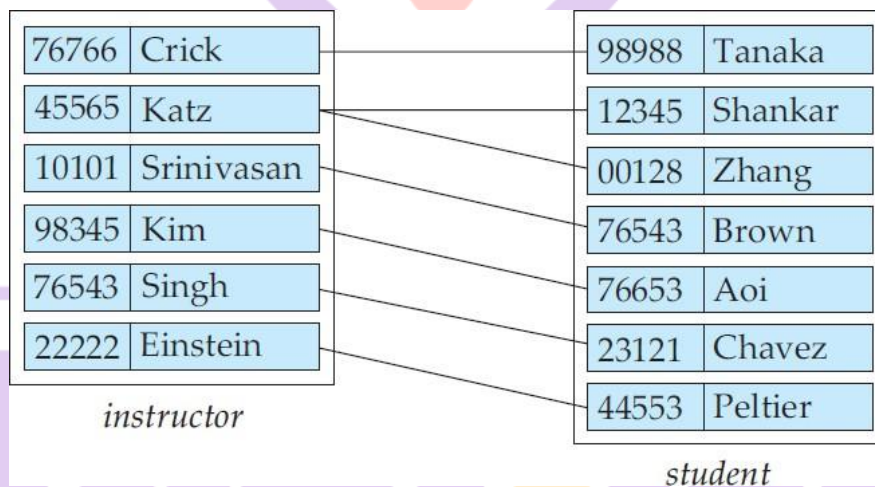 76766 Crick
45565 Katz
10101 Srinivasan
98345 Kim
76543 Singh
22222 Einstein
instructor
98988 Tanaka
12345 Shankar
00128 Zhang
76543 Brown
76653 Aoi
23121 Chavez
44553 Peltier
student